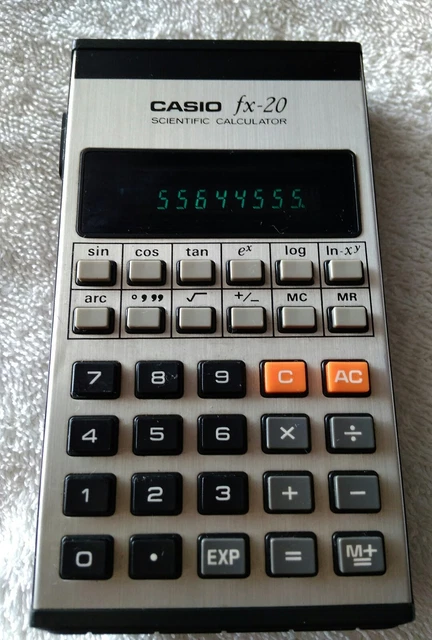 CASIO fx-20
SCIENTIFIC CALCULATOR
55644555.
sin cos tan eˣ log ln-xʸ
arc °,,, √ +/− MC MR
7 8 9 C AC
4 5 6 × ÷
1 2 3 + −
0 • EXP = M±